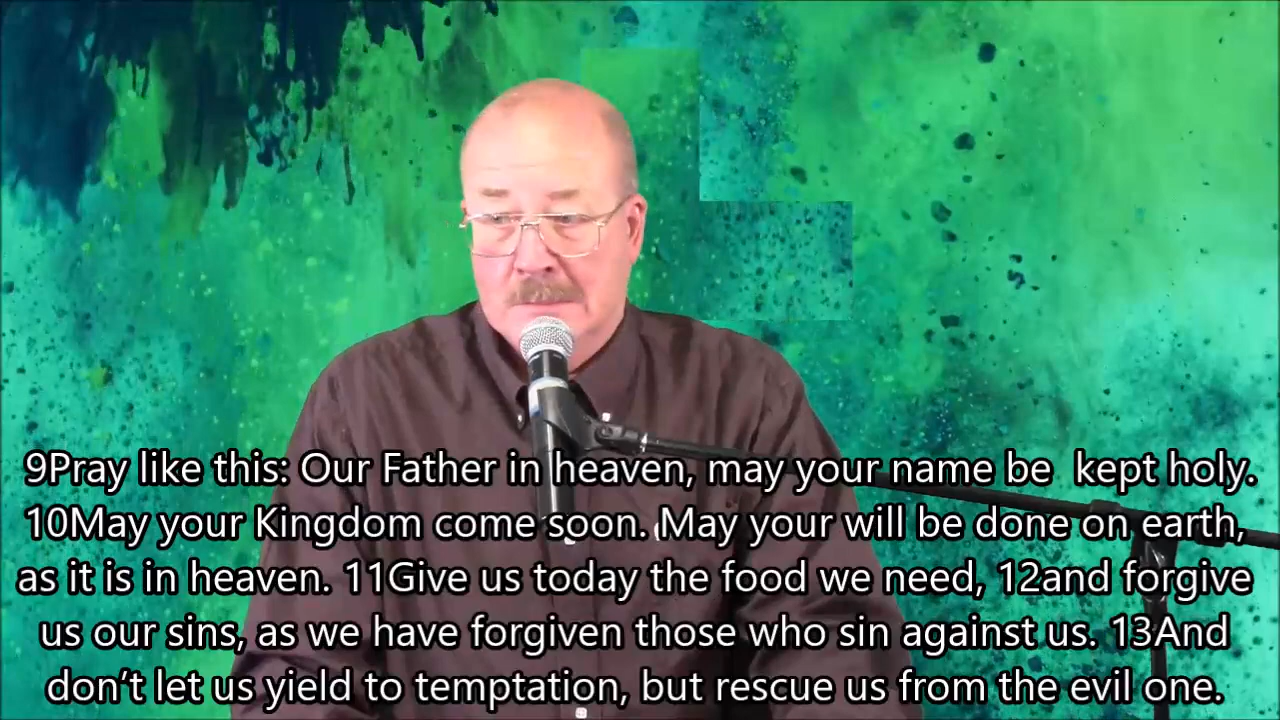 9Pray like this: Our Father in heaven, may your name be  kept holy.
10May your Kingdom come soon. May your will be done on earth,
as it is in heaven. 11Give us today the food we need, 12and forgive
us our sins, as we have forgiven those who sin against us. 13And
don’t let us yield to temptation, but rescue us from the evil one.